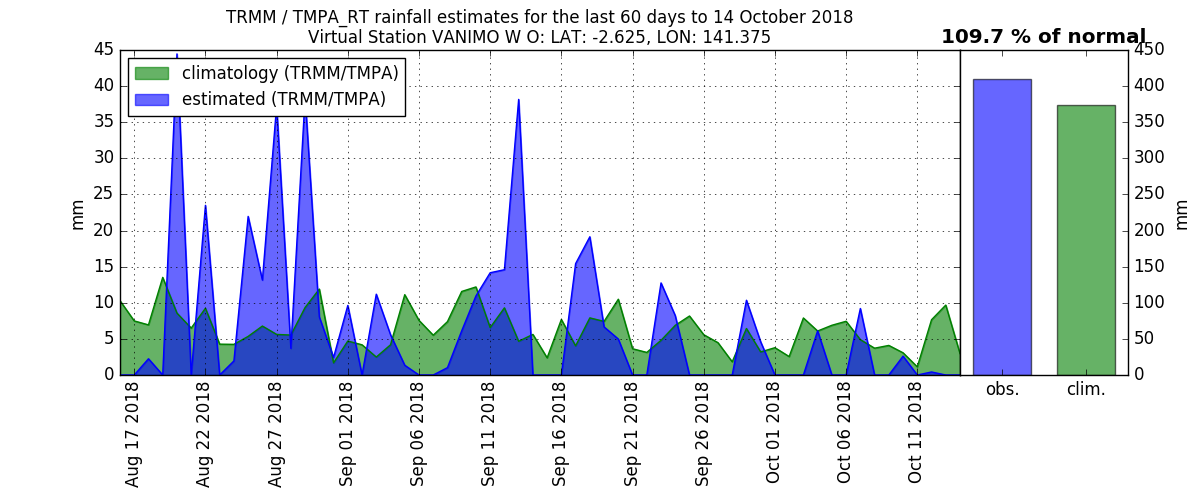 TRMM / TMPA_RT rainfall estimates for the last 60 days to 14 October 2018
Virtual Station VANIMO W O: LAT: -2.625, LON: 141.375
109.7 % of normal
climatology (TRMM/TMPA)
estimated (TRMM/TMPA)
45
40
35
30
25
20
15
10
5
0
mm
Aug 17 2018
Aug 22 2018
Aug 27 2018
Sep 01 2018
Sep 06 2018
Sep 11 2018
Sep 16 2018
Sep 21 2018
Sep 26 2018
Oct 01 2018
Oct 06 2018
Oct 11 2018
obs.
clim.
450
400
350
300
250
200
150
100
50
0
mm